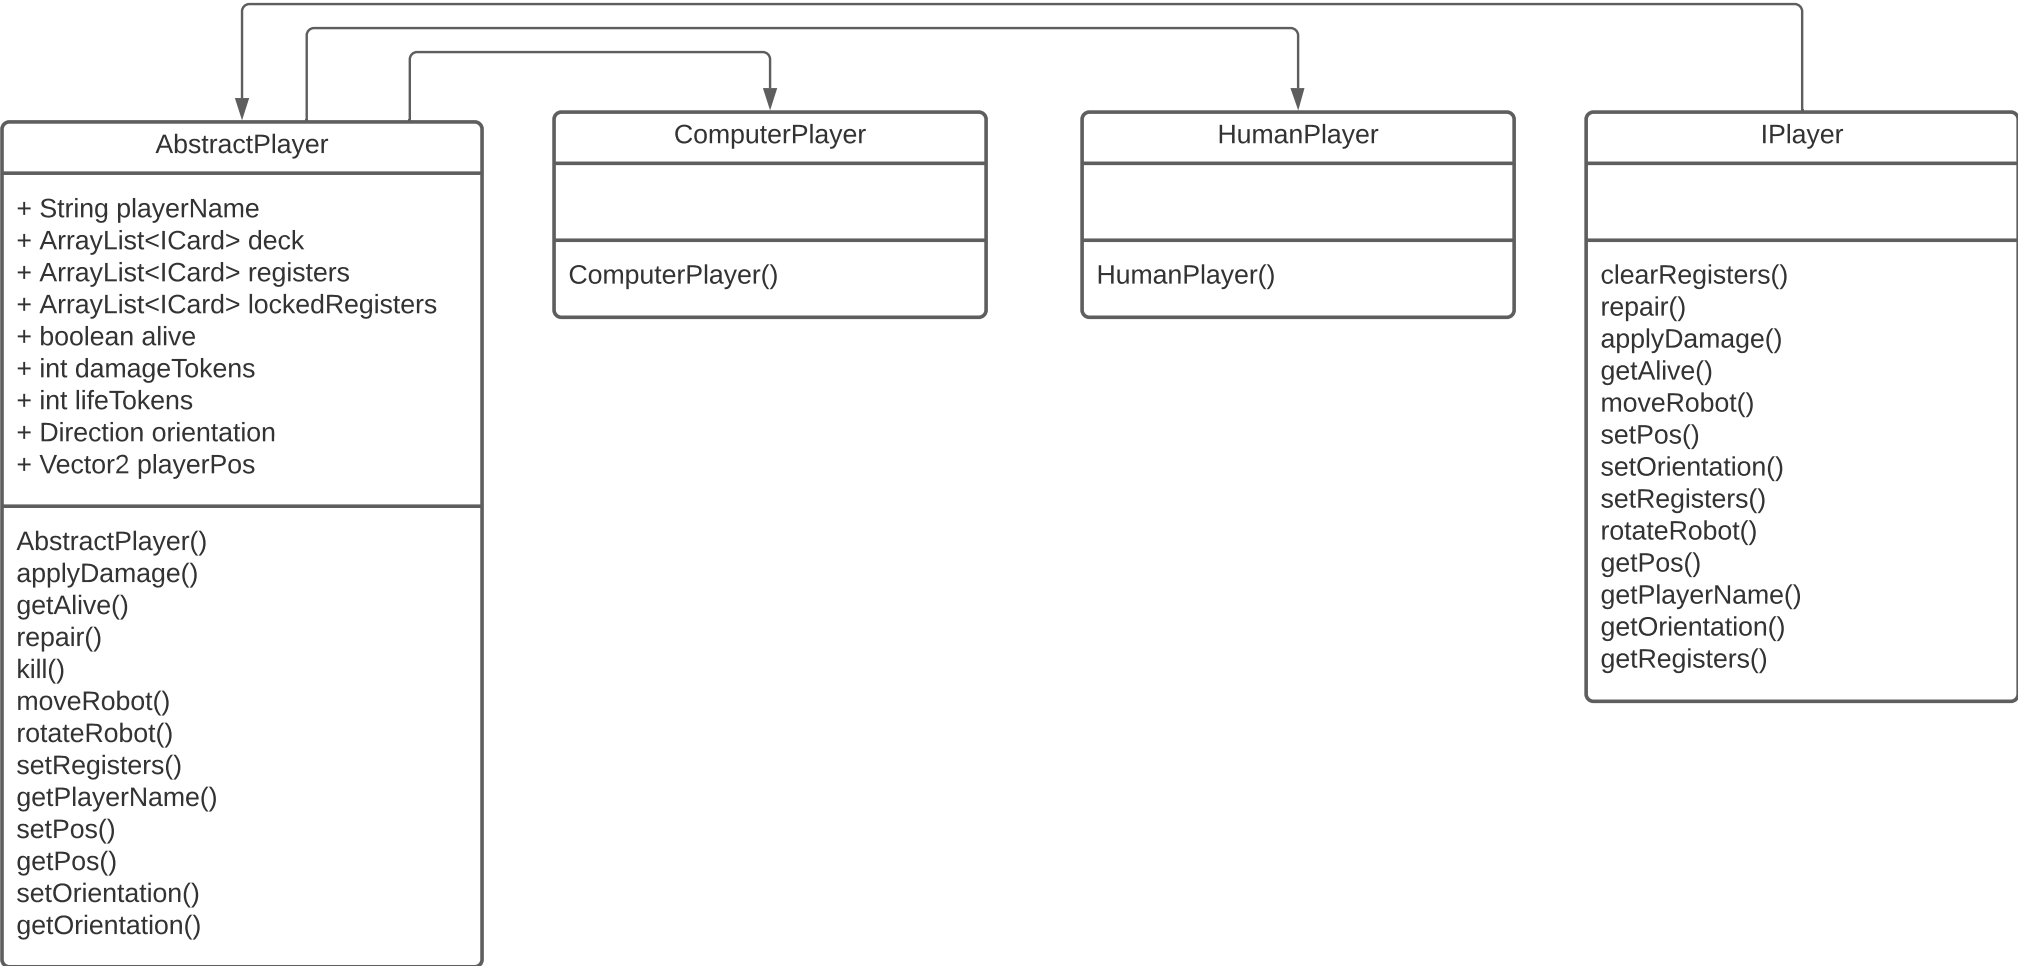 AbstractPlayer
+ String playerName
+ ArrayList<ICard> deck
+ ArrayList<ICard> registers
+ ArrayList<ICard> lockedRegisters
+ boolean alive
+ int damageTokens
+ int lifeTokens
+ Direction orientation
+ Vector2 playerPos
AbstractPlayer()
applyDamage()
getAlive()
repair()
kill()
moveRobot()
rotateRobot()
setRegisters()
getPlayerName()
setPos()
getPos()
setOrientation()
getOrientation()
ComputerPlayer
ComputerPlayer()
HumanPlayer
HumanPlayer()
IPlayer
clearRegisters()
repair()
applyDamage()
getAlive()
moveRobot()
setPos()
setOrientation()
setRegisters()
rotateRobot()
getPos()
getPlayerName()
getOrientation()
getRegisters()